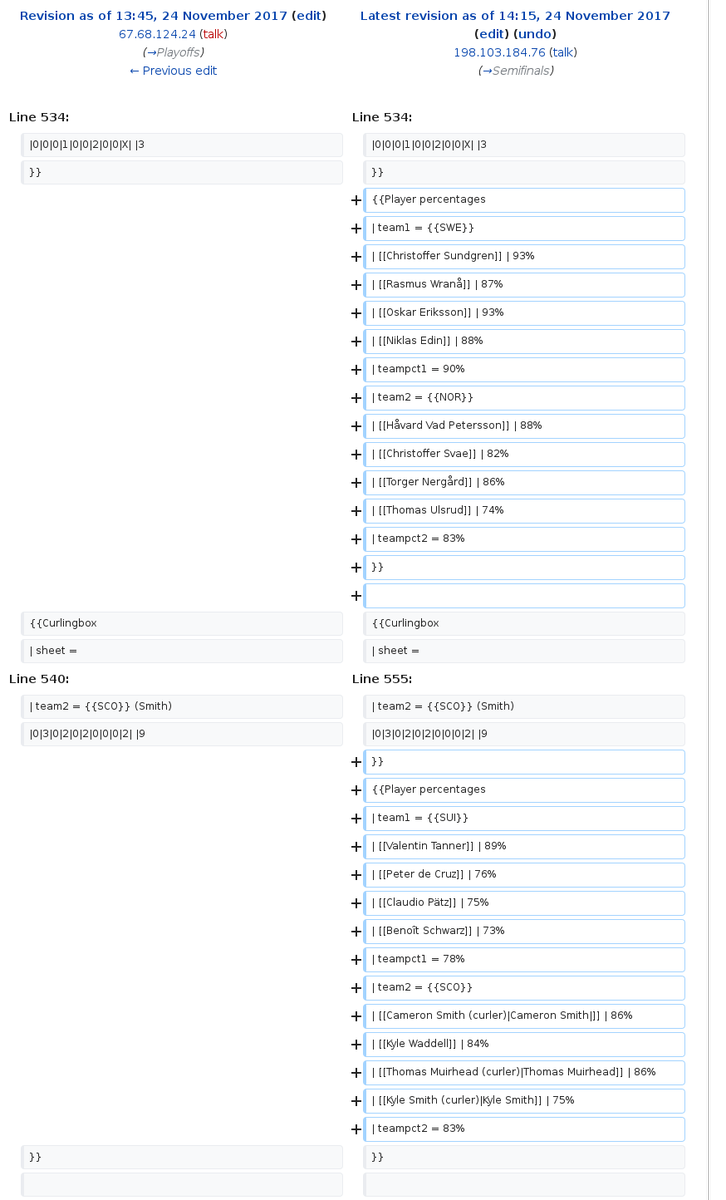 Revision as of 13:45, 24 November 2017 (edit)
67.68.124.24 (talk)
(→Playoffs)
← Previous edit
Latest revision as of 14:15, 24 November 2017
(edit) (undo)
198.103.184.76 (talk)
(→Semifinals)
Line 534:
Line 534:
|0|0|0|1|0|0|2|0|0|X| |3
|0|0|0|1|0|0|2|0|0|X| |3
}}
}}
+ {{Player percentages
+ | team1 = {{SWE}}
+ | [[Christoffer Sundgren]] | 93%
+ | [[Rasmus Wranå]] | 87%
+ | [[Oskar Eriksson]] | 93%
+ | [[Niklas Edin]] | 88%
+ | teampct1 = 90%
+ | team2 = {{NOR}}
+ | [[Håvard Vad Petersson]] | 88%
+ | [[Christoffer Svae]] | 82%
+ | [[Torger Nergård]] | 86%
+ | [[Thomas Ulsrud]] | 74%
+ | teampct2 = 83%
+ }}
+
{{Curlingbox
{{Curlingbox
| sheet =
| sheet =
Line 540:
Line 555:
| team2 = {{SCO}} (Smith)
| team2 = {{SCO}} (Smith)
|0|3|0|2|0|2|0|0|0|2| |9
|0|3|0|2|0|2|0|0|0|2| |9
+ }}
+ {{Player percentages
+ | team1 = {{SUI}}
+ | [[Valentin Tanner]] | 89%
+ | [[Peter de Cruz]] | 76%
+ | [[Claudio Pätz]] | 75%
+ | [[Benoît Schwarz]] | 73%
+ | teampct1 = 78%
+ | team2 = {{SCO}}
+ | [[Cameron Smith (curler)|Cameron Smith|]] | 86%
+ | [[Kyle Waddell]] | 84%
+ | [[Thomas Muirhead (curler)|Thomas Muirhead]] | 86%
+ | [[Kyle Smith (curler)|Kyle Smith]] | 75%
+ | teampct2 = 83%
}}
}}